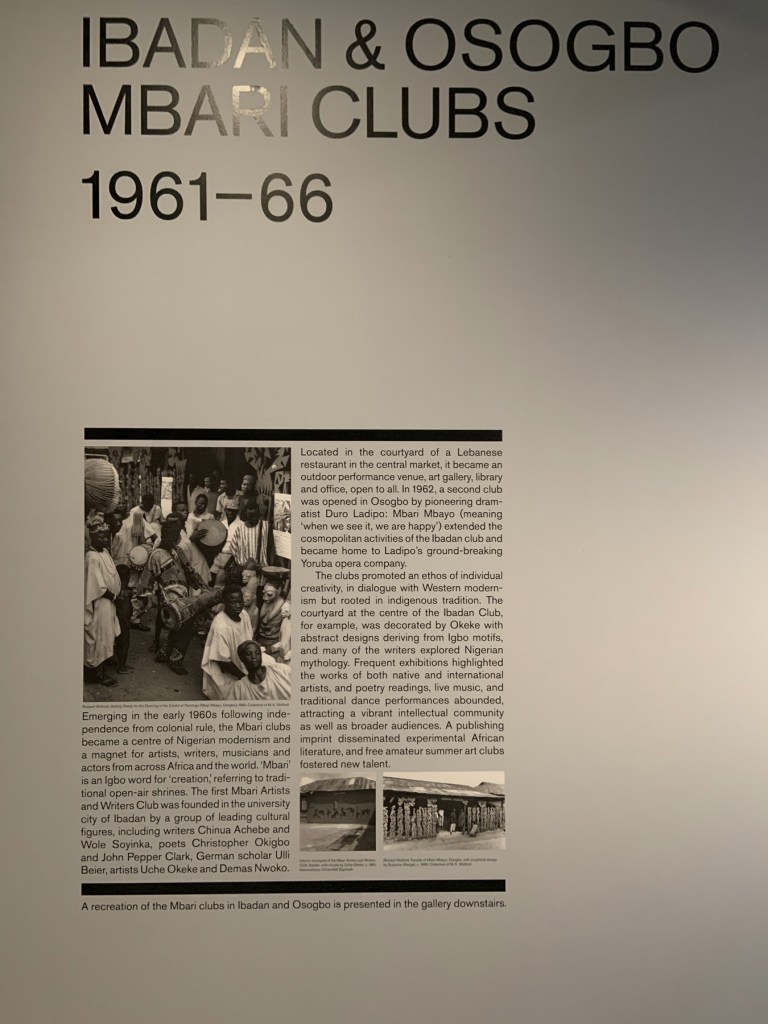 IBADAN & OSOGBO
MBARI CLUBS
1961–66
Emerging in the early 1960s following inde-
pendence from colonial rule, the Mbari clubs
became a centre of Nigerian modernism and
a magnet for artists, writers, musicians and
actors from across Africa and the world. ‘Mbari’
is an Igbo word for ‘creation,’ referring to tradi-
tional open-air shrines. The first Mbari Artists
and Writers Club was founded in the university
city of Ibadan by a group of leading cultural
figures, including writers Chinua Achebe and
Wole Soyinka, poets Christopher Okigbo
and John Pepper Clark, German scholar Ulli
Beier, artists Uche Okeke and Demas Nwoko.
Located in the courtyard of a Lebanese
restaurant in the central market, it became an
outdoor performance venue, art gallery, library
and office, open to all. In 1962, a second club
was opened in Osogbo by pioneering dram-
atist Duro Ladipo: Mbari Mbayo (meaning
‘when we see it, we are happy’) extended the
cosmopolitan activities of the Ibadan club and
became home to Ladipo’s ground-breaking
Yoruba opera company.
The clubs promoted an ethos of individual
creativity, in dialogue with Western modern-
ism but rooted in indigenous tradition. The
courtyard at the centre of the Ibadan Club,
for example, was decorated by Okeke with
abstract designs deriving from Igbo motifs,
and many of the writers explored Nigerian
mythology. Frequent exhibitions highlighted
the works of both native and international
artists, and poetry readings, live music, and
traditional dance performances abounded,
attracting a vibrant intellectual community
as well as broader audiences. A publishing
imprint disseminated experimental African
literature, and free amateur summer art clubs
fostered new talent.
A recreation of the Mbari clubs in Ibadan and Osogbo is presented in the gallery downstairs.